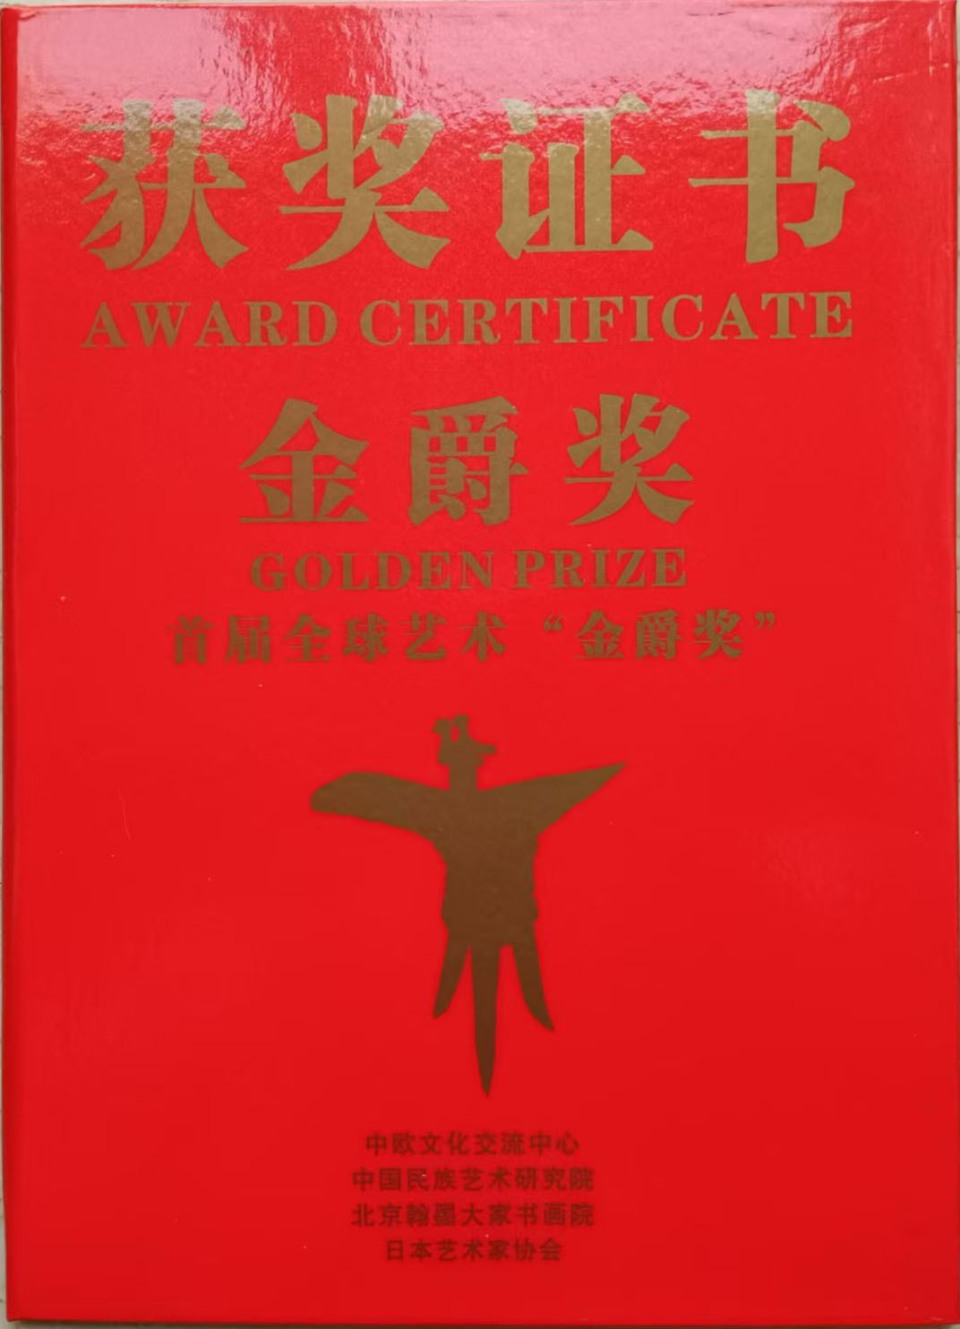 获奖证书
AWARD CERTIFICATE
金爵奖
GOLDEN PRIZE
首届全球艺术“金爵奖”
中欧文化交流中心
中国民族艺术研究院
北京翰墨大家书画院
日本艺术家协会